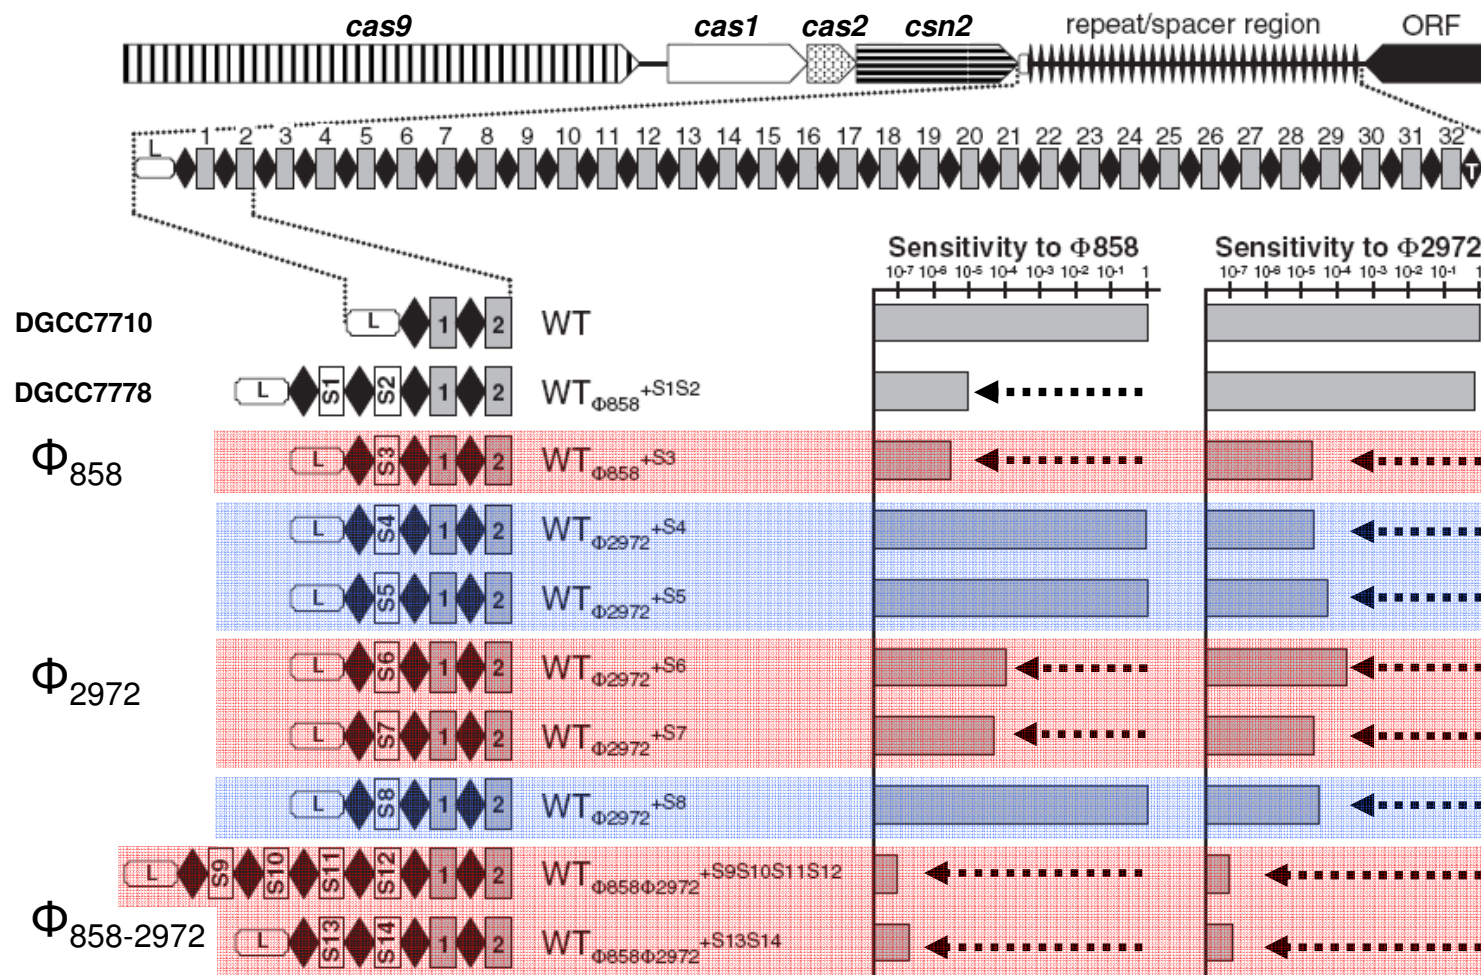 cas9 cas1 cas2 csn2 repeat/spacer region ORF
L 1 2 3 4 5 6 7 8 9 10 11 12 13 14 15 16 17 18 19 20 21 22 23 24 25 26 27 28 29 30 31 32 T
Sensitivity to Φ858 Sensitivity to Φ2972
10-7 10-6 10-5 10-4 10-3 10-2 10-1 1 10-7 10-6 10-5 10-4 10-3 10-2 10-1 1
DGCC7710 L 1 2 WT
DGCC7778 L S1 S2 1 2 WTΦ858+S1S2
Φ858 L S3 1 2 WTΦ858+S3
L S4 1 2 WTΦ2972+S4
L S5 1 2 WTΦ2972+S5
Φ2972 L S6 1 2 WTΦ2972+S6
L S7 1 2 WTΦ2972+S7
L S8 1 2 WTΦ2972+S8
L S9 S10 S11 S12 1 2 WTΦ858Φ2972+S9S10S11S12
Φ858-2972 L S13 S14 1 2 WTΦ858Φ2972+S13S14